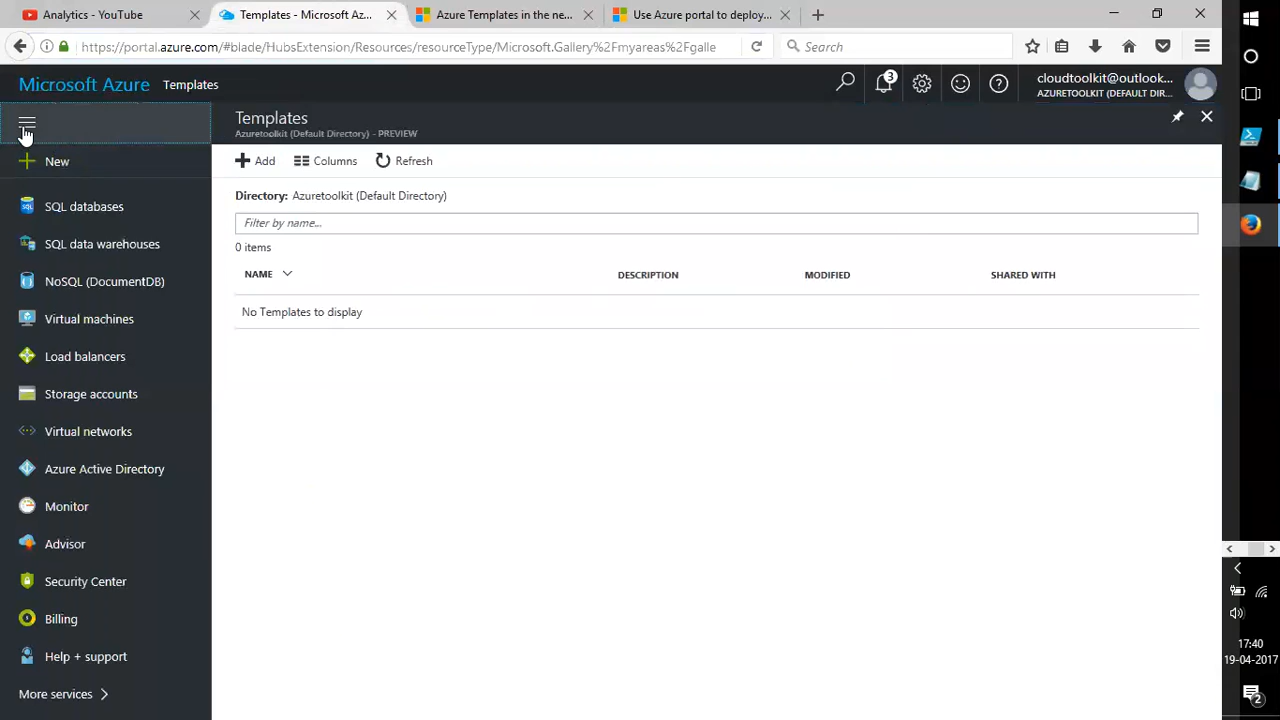 Analytics - YouTube
Templates - Microsoft Az...
Azure Templates in the ne...
Use Azure portal to deploy...
https://portal.azure.com/#blade/HubsExtension/Resources/resourceType/Microsoft.Gallery%2Fmyareas%2Fgalle
Search
Microsoft Azure Templates
3
cloudtoolkit@outlook...
AZURETOOLKIT (DEFAULT DIR...
Templates
Azuretoolkit (Default Directory) - PREVIEW
New
Add Columns Refresh
Directory: Azuretoolkit (Default Directory)
Filter by name...
0 items
NAME DESCRIPTION MODIFIED SHARED WITH
No Templates to display
SQL databases
SQL data warehouses
NoSQL (DocumentDB)
Virtual machines
Load balancers
Storage accounts
Virtual networks
Azure Active Directory
Monitor
Advisor
Security Center
Billing
Help + support
More services
17:40
19-04-2017
2